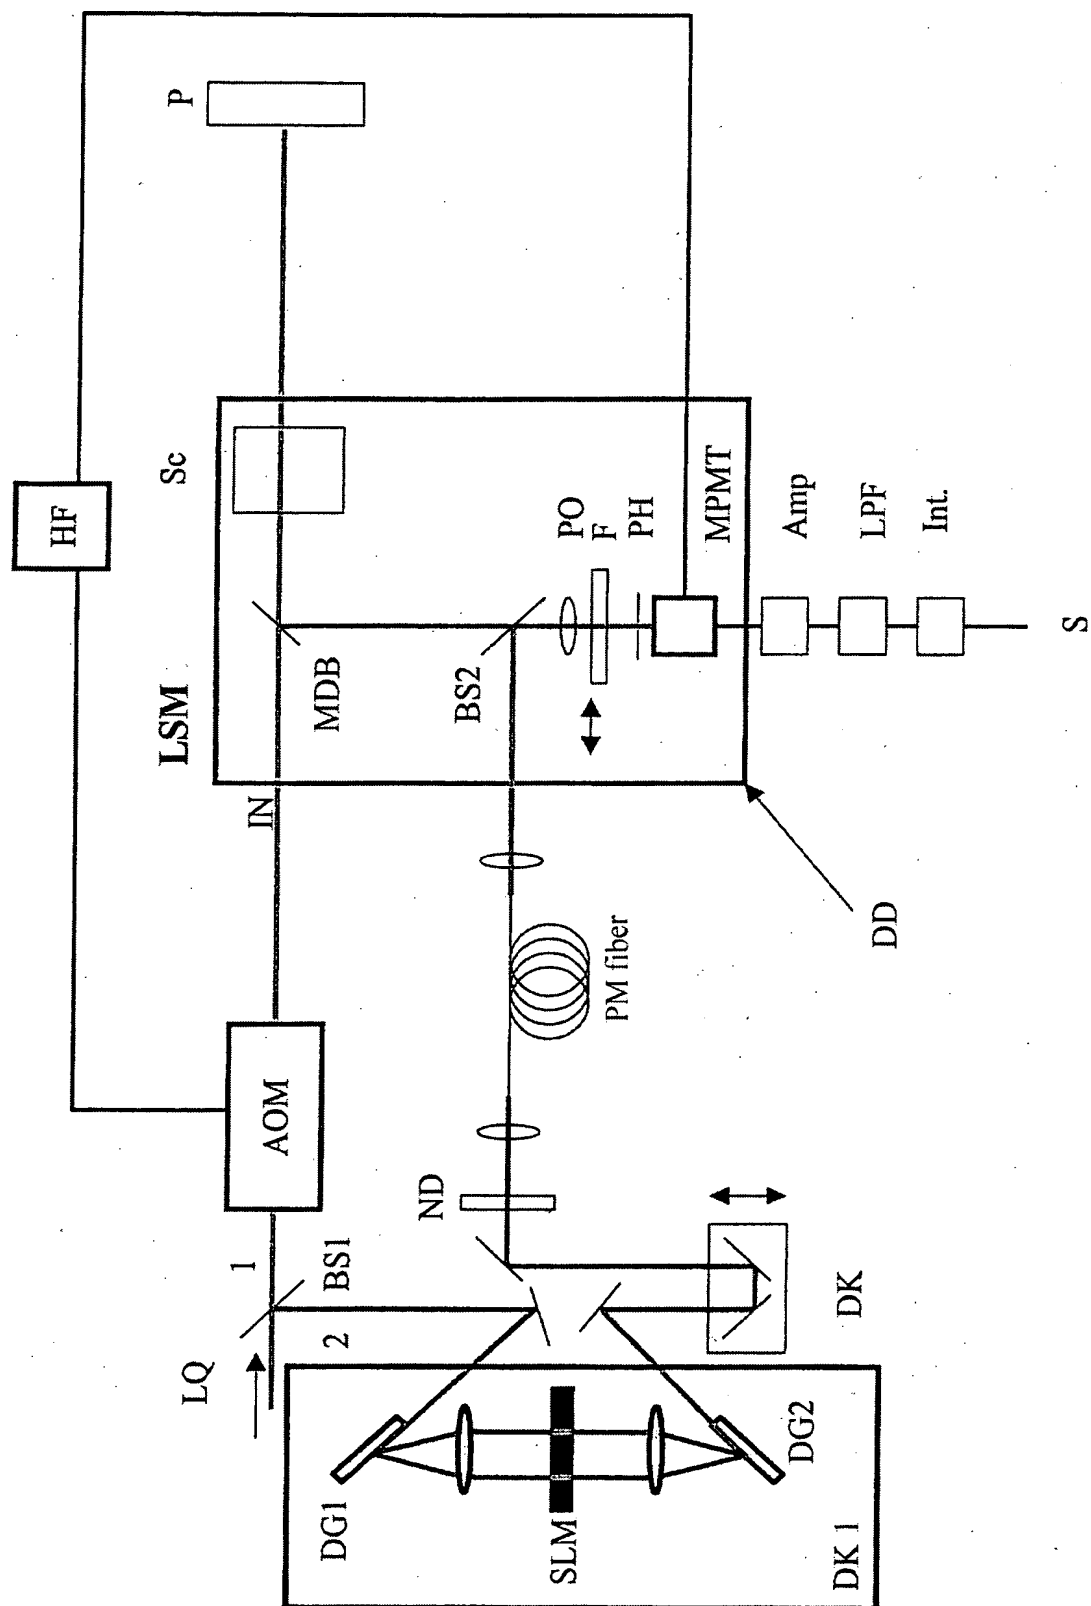 HF
P
LSM
Sc
IN
MDB
BS2
PO
F
PH
MPMT
Amp
LPF
Int.
S
DD
AOM
PM fiber
ND
1
BS1
LQ
2
DK
DG1
SLM
DG2
DK 1